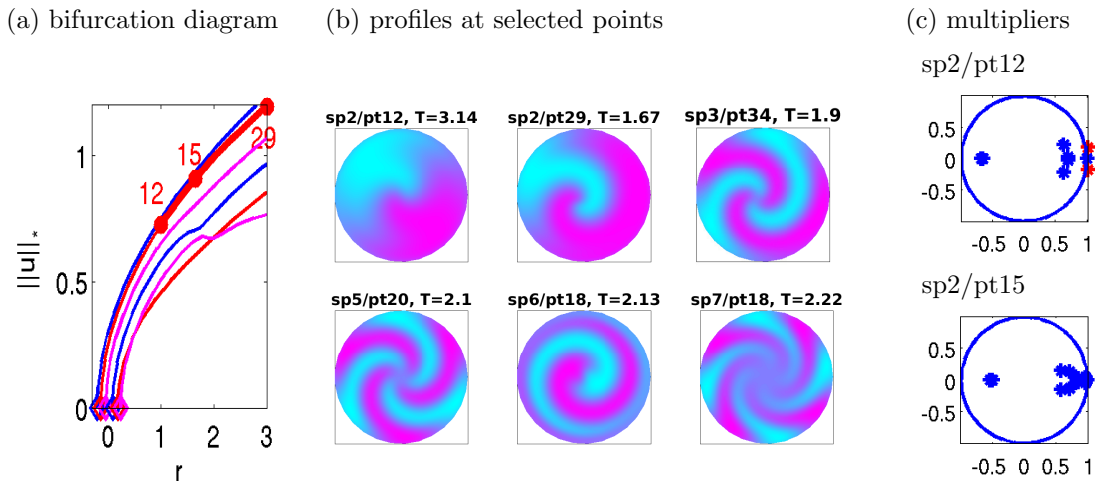 (a) bifurcation diagram (b) profiles at selected points (c) multipliers
||u||*
1
0.5
0
0 1 2 3
r
12
15
29
sp2/pt12, T=3.14 sp2/pt29, T=1.67 sp3/pt34, T=1.9
sp5/pt20, T=2.1 sp6/pt18, T=2.13 sp7/pt18, T=2.22
sp2/pt12
0.5
0
-0.5
-0.5 0 0.5 1
sp2/pt15
0.5
0
-0.5
-0.5 0 0.5 1